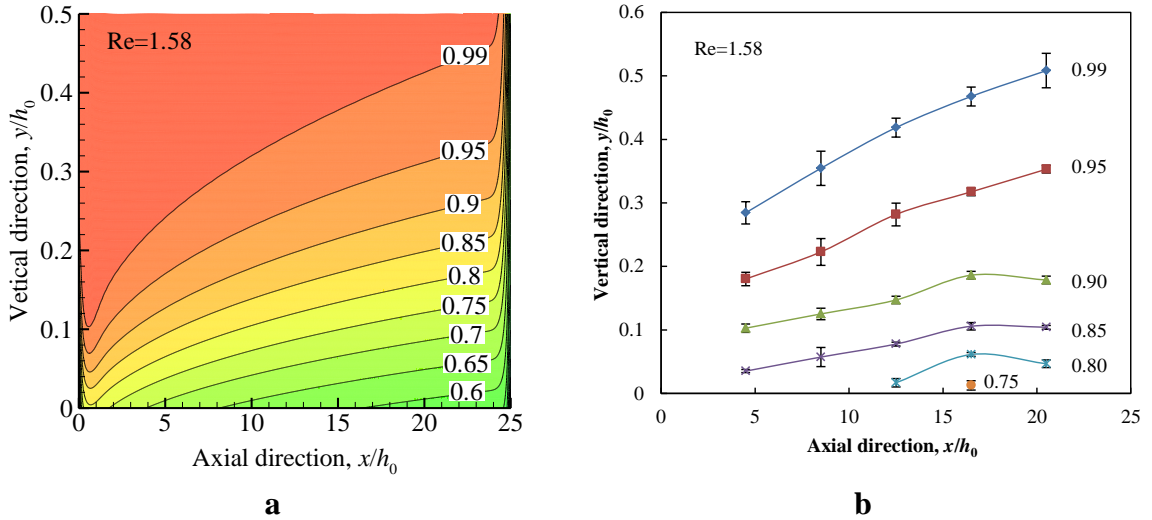 Re=1.58
0.5
0.4
0.3
0.2
0.1
0
Vetical direction, y/h0
0.99
0.95
0.9
0.85
0.8
0.75
0.7
0.65
0.6
0 5 10 15 20 25
Axial direction, x/h0
a
Re=1.58
0.6
0.5
0.4
0.3
0.2
0.1
0
Vertical direction, y/h0
0.99
0.95
0.90
0.85
0.80
0.75
0 5 10 15 20 25
Axial direction, x/h0
b